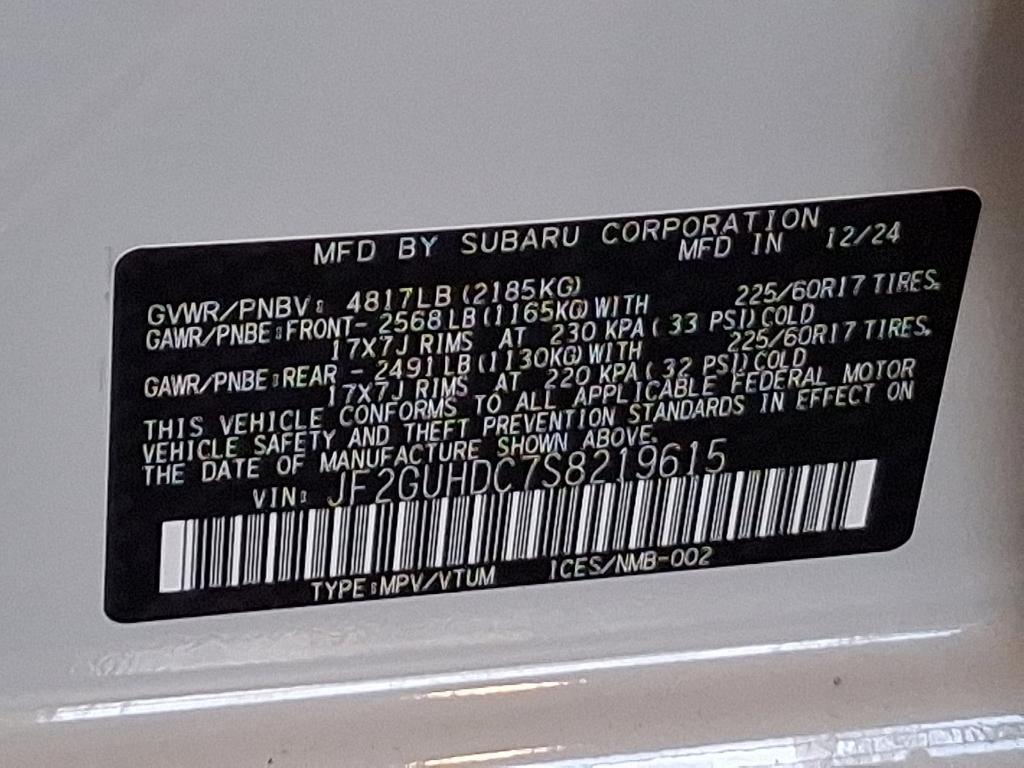 MFD BY SUBARU CORPORATION
MFD IN 12/24
GVWR/PNBV: 4817LB (2185KG)
GAWR/PNBE:FRONT- 2568LB(1165KG) WITH 225/60R17 TIRES.
17X7J RIMS AT 230 KPA( 33 PSI) COLD
GAWR/PNBE:REAR - 2491LB(1130KG) WITH 225/60R17 TIRES.
17X7J RIMS AT 220 KPA( 32 PSI) COLD
THIS VEHICLE CONFORMS TO ALL APPLICABLE FEDERAL MOTOR
VEHICLE SAFETY AND THEFT PREVENTION STANDARDS IN EFFECT ON
THE DATE OF MANUFACTURE SHOWN ABOVE.
VIN: JF2GUHDC7S8219615
TYPE:MPV/VTUM ICES/NMB-002